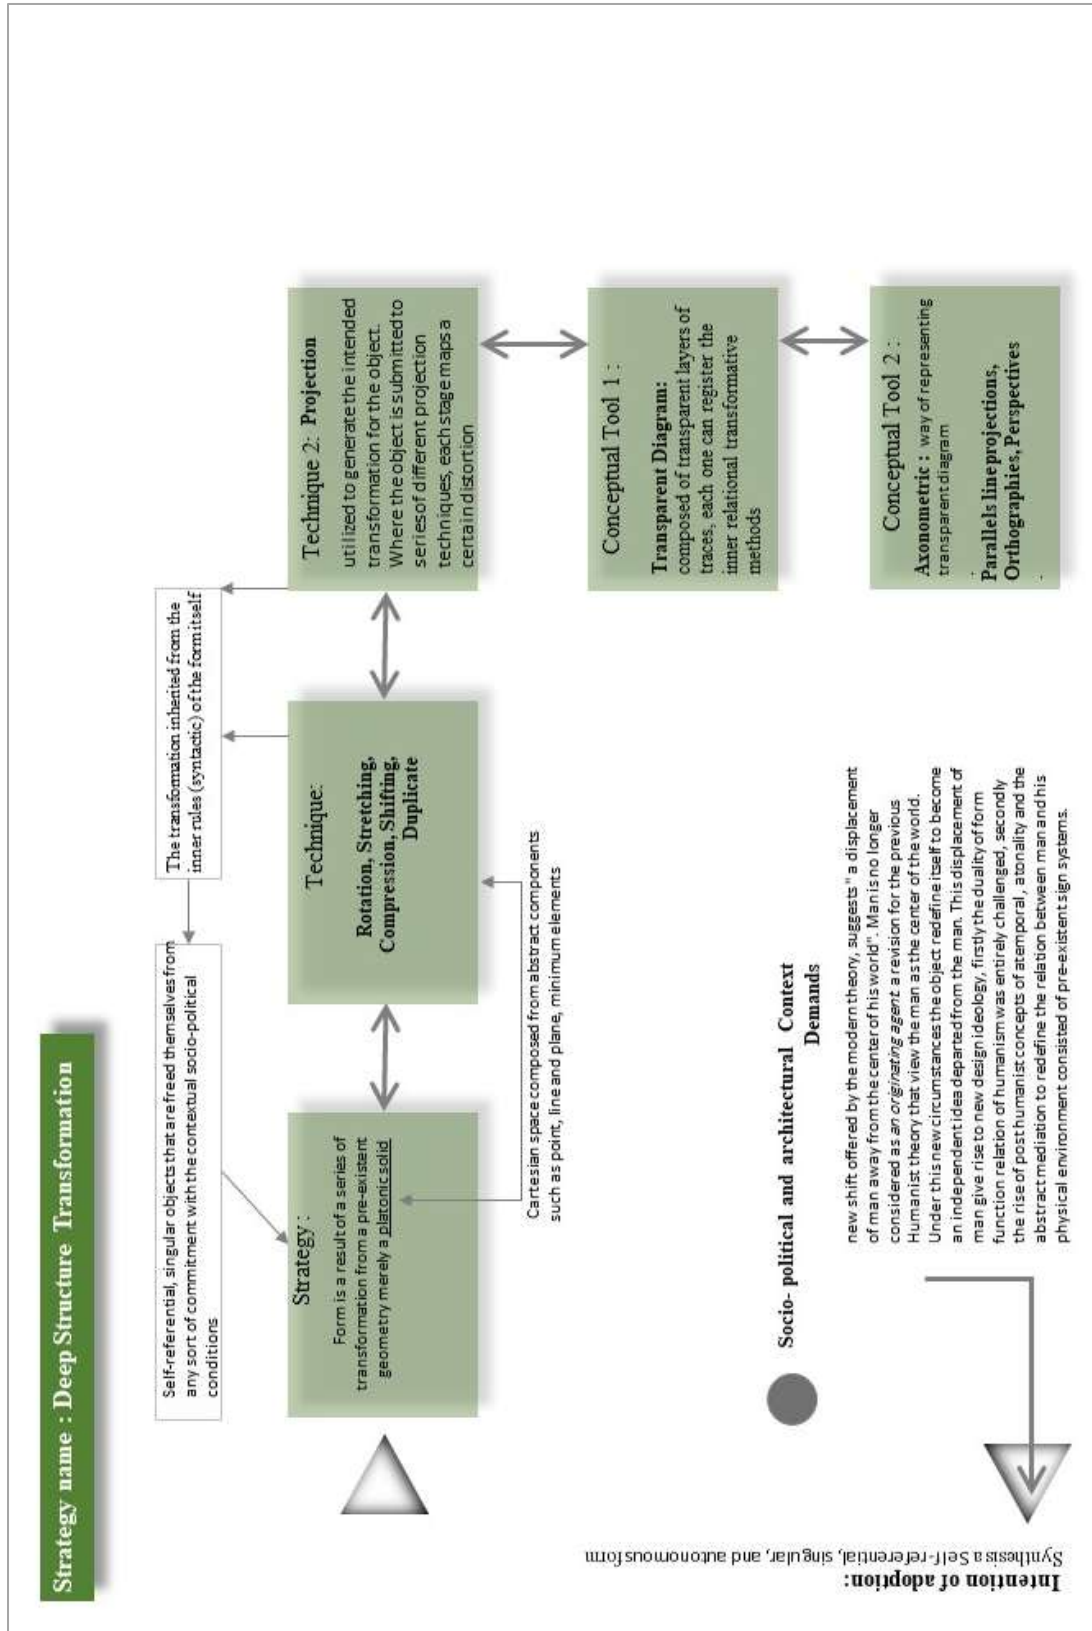 Strategy name : Deep Structure Transformation
Self-referential, singular objects that are freed themselves from
any sort of commitment with the contextual socio-political
conditions
The transformation inherited from the
inner rules (syntactic) of the form itself
Strategy :
Form is a result of a series of
transformation from a pre-existent
geometry merely a platonic solid
Technique:
Rotation, Stretching,
Compression, Shifting,
Duplicate
Technique 2: Projection
utilized to generate the intended
transformation for the object.
Where the object is submitted to
series of different projection
techniques, each stage maps a
certain distortion
Cartesian space composed from abstract components
such as point, line and plane, minimum elements
Conceptual Tool 1 :
Transparent Diagram:
composed of transparent layers of
traces, each one can register the
inner relational transformative
methods
Conceptual Tool 2 :
Axonometric : way of representing
transparent diagram
.
Parallels line projections,
Orthographies, Perspectives
.
Socio- political and architectural Context
Demands
new shift offered by the modern theory, suggests" a displacement
of man away from the center of his world". Man is no longer
considered as an originating agent. a revision for the previous
Humanist theory that view the man as the center of the world.
Under this new circumstances the object redefine itself to become
an independent idea departed from the man. This displacement of
man give rise to new design ideology, firstly the duality of form
function relation of humanism was entirely challenged, secondly
the rise of post humanist concepts of atemporal, atonality and the
abstract mediation to redefine the relation between man and his
physical environment consisted of pre-existent sign systems.
Intention of adoption:
Synthesis a Self-referential, singular, and autonomous form